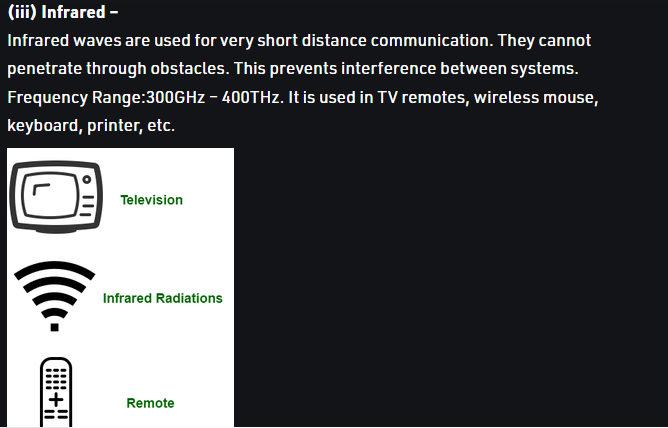 (iii) Infrared –
Infrared waves are used for very short distance communication. They cannot
penetrate through obstacles. This prevents interference between systems.
Frequency Range:300GHz – 400THz. It is used in TV remotes, wireless mouse,
keyboard, printer, etc.
Television
Infrared Radiations
Remote